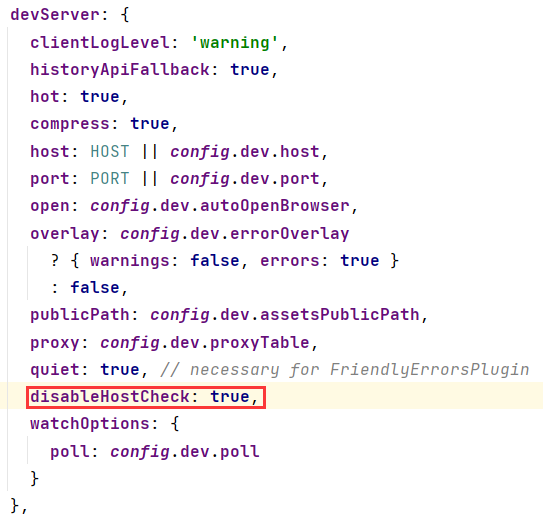 devServer: {
clientLogLevel: 'warning',
historyApiFallback: true,
hot: true,
compress: true,
host: HOST || config.dev.host,
port: PORT || config.dev.port,
open: config.dev.autoOpenBrowser,
overlay: config.dev.errorOverlay
? { warnings: false, errors: true }
: false,
publicPath: config.dev.assetsPublicPath,
proxy: config.dev.proxyTable,
quiet: true, // necessary for FriendlyErrorsPlugin
disableHostCheck: true,
watchOptions: {
poll: config.dev.poll
}
},